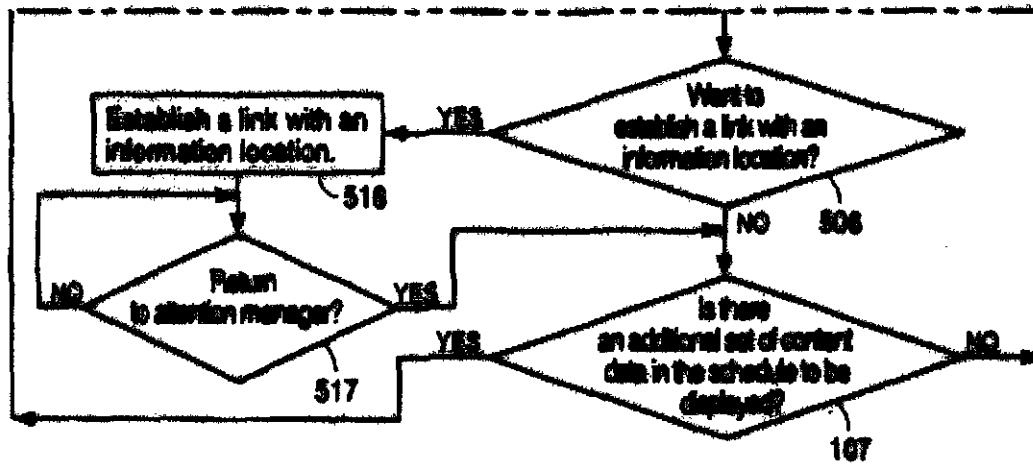 Want to
establish a link with an
information location?
YES
Establish a link with an
information location.
516
506
NO
Return
to attention manager?
NO
YES
517
Is there
an additional set of content
data in the schedule to be
displayed?
YES
NO
107